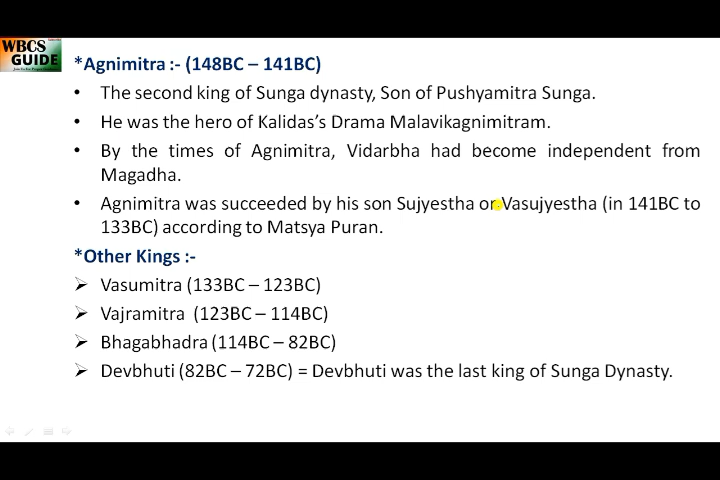 WBCS
GUIDE
*Agnimitra :- (148BC – 141BC)
• The second king of Sunga dynasty, Son of Pushyamitra Sunga.
• He was the hero of Kalidas’s Drama Malavikagnimitram.
• By the times of Agnimitra, Vidarbha had become independent from
Magadha.
• Agnimitra was succeeded by his son Sujyestha or Vasujyestha (in 141BC to
133BC) according to Matsya Puran.
*Other Kings :-
➢ Vasumitra (133BC – 123BC)
➢ Vajramitra (123BC – 114BC)
➢ Bhagabhadra (114BC – 82BC)
➢ Devbhuti (82BC – 72BC) = Devbhuti was the last king of Sunga Dynasty.